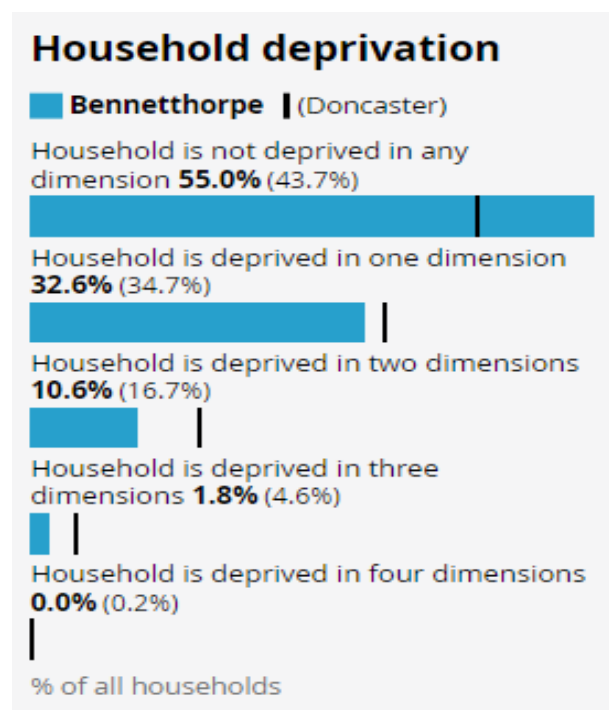 Household deprivation
Bennetthorpe (Doncaster)
Household is not deprived in any
dimension 55.0% (43.7%)
Household is deprived in one dimension
32.6% (34.7%)
Household is deprived in two dimensions
10.6% (16.7%)
Household is deprived in three
dimensions 1.8% (4.6%)
Household is deprived in four dimensions
0.0% (0.2%)
% of all households